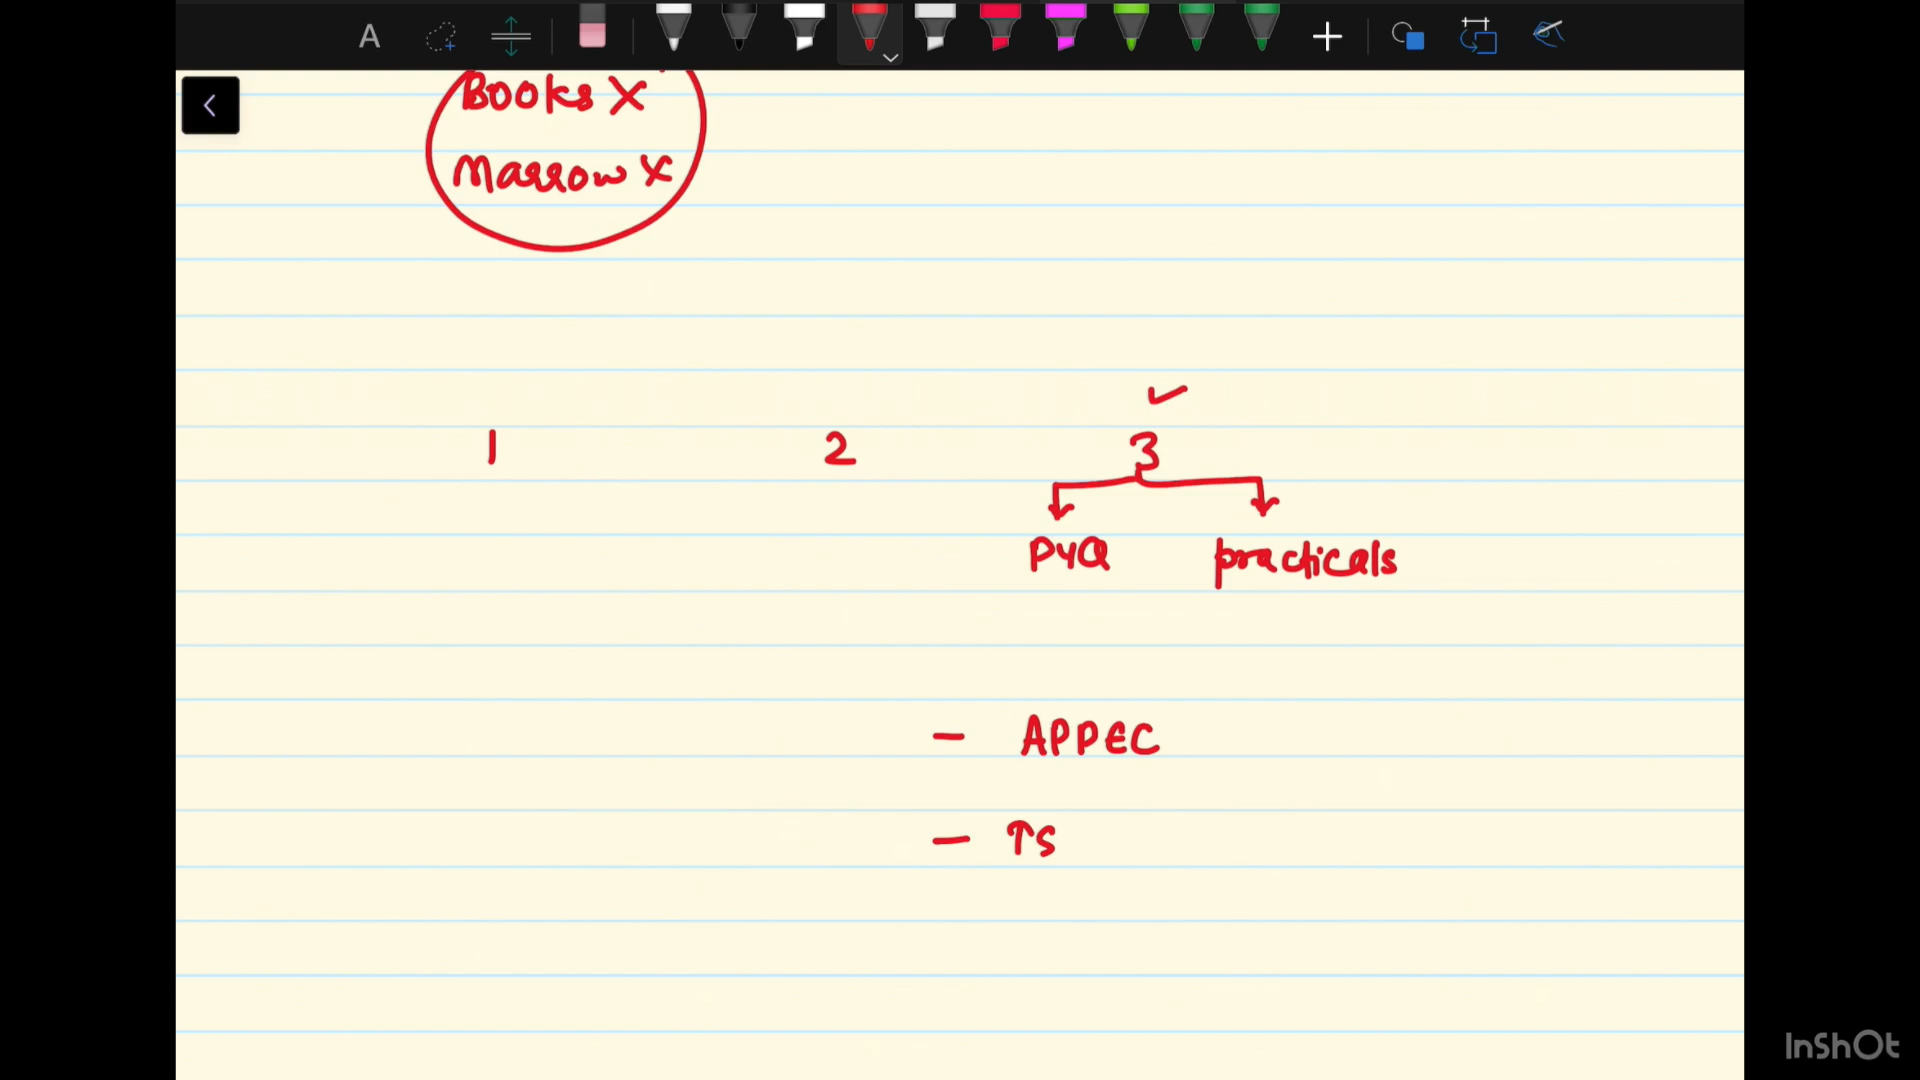 A
Books X
Marrow X
1 2 3
PYQ practicals
- APPEC
- TS
InShOt